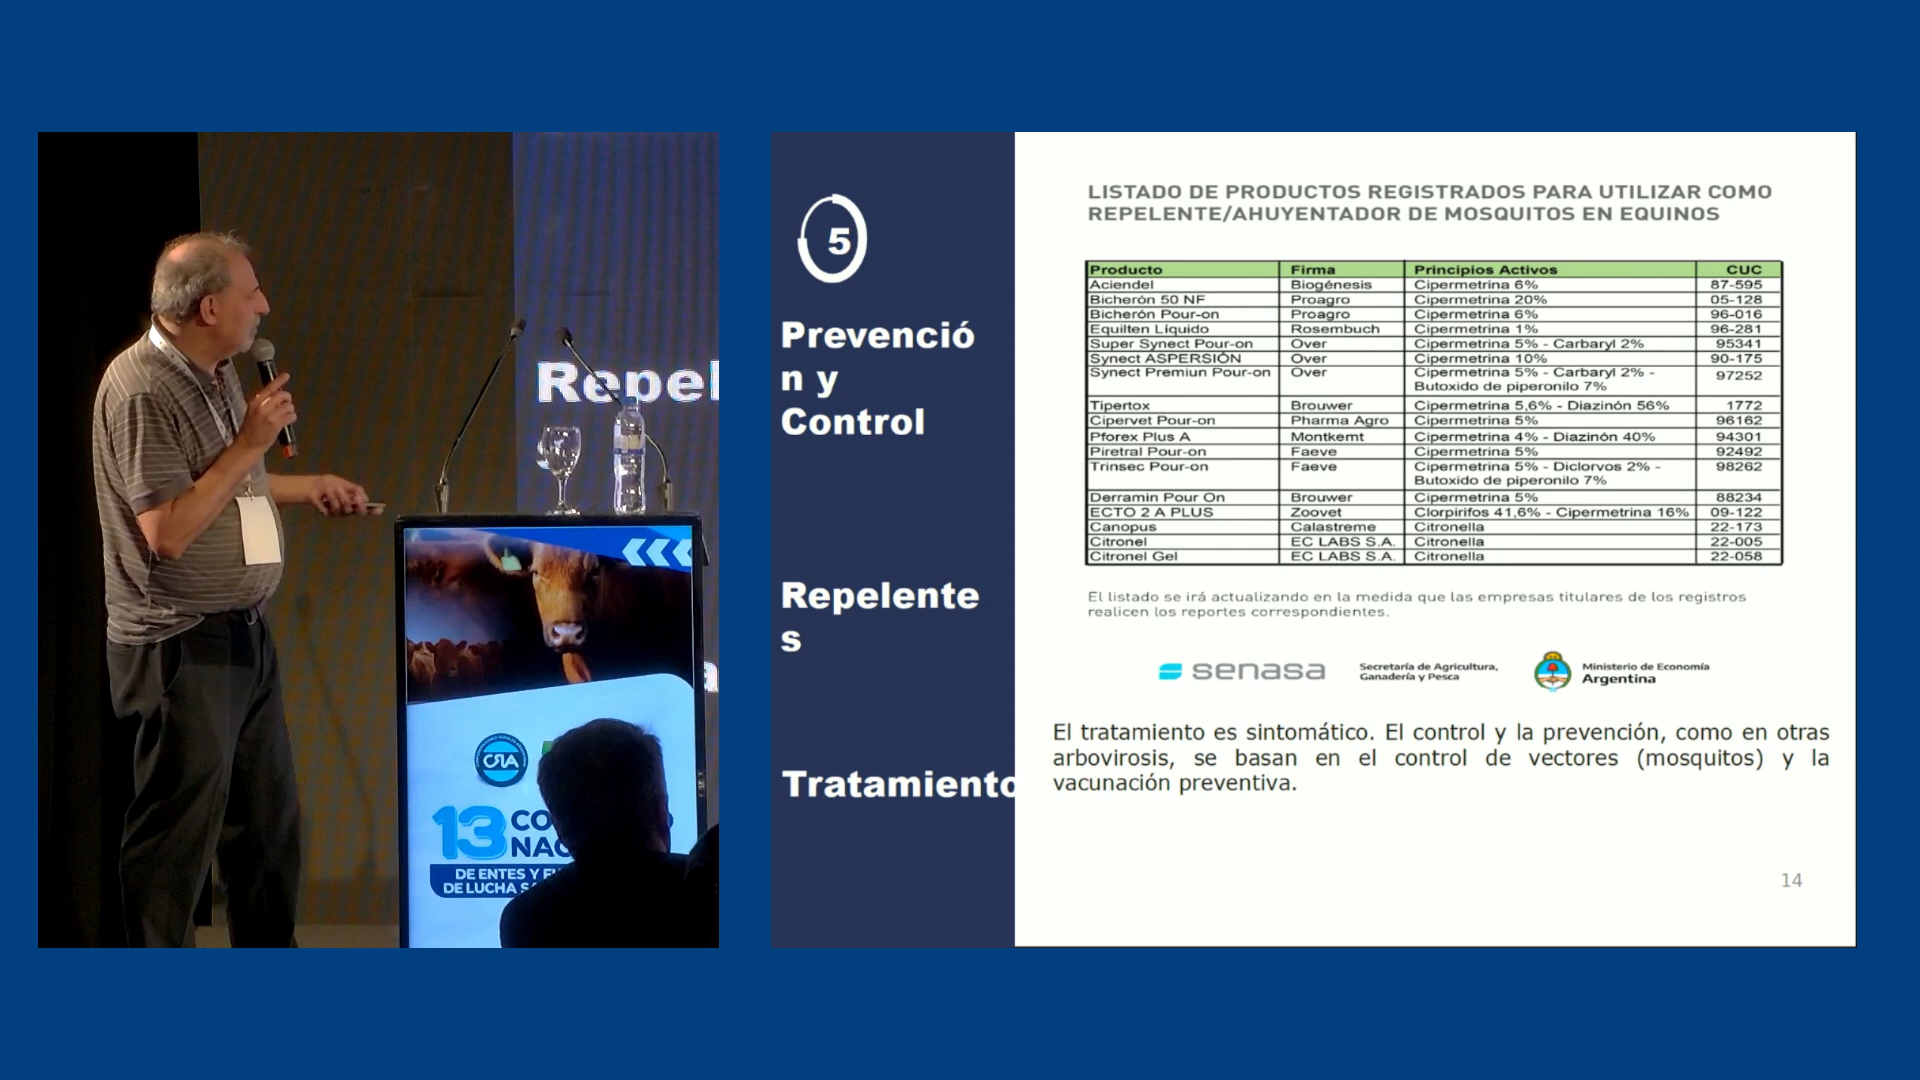 Repel
CRA
13
NAC
DE ENTES Y
DE LUCHA
5
Prevenció
n y
Control
Repelente
s
Tratamiento
LISTADO DE PRODUCTOS REGISTRADOS PARA UTILIZAR COMO
REPELENTE/AHUYENTADOR DE MOSQUITOS EN EQUINOS
Producto Firma Principios Activos CUC
Aciendel Biogénesis Cipermetrina 6% 87-595
Bicherón 50 NF Proagro Cipermetrina 20% 05-128
Bicherón Pour-on Proagro Cipermetrina 6% 96-016
Equilten Líquido Rosembuch Cipermetrina 1% 96-281
Super Synect Pour-on Over Cipermetrina 5% - Carbaryl 2% 95341
Synect ASPERSIÓN Over Cipermetrina 10% 90-175
Synect Premiun Pour-on Over Cipermetrina 5% - Carbaryl 2% - 97252
Butoxido de piperonilo 7%
Tipertox Brouwer Cipermetrina 5,6% - Diazinón 56% 1772
Cipervet Pour-on Pharma Agro Cipermetrina 5% 96162
Pforex Plus A Montkemt Cipermetrina 4% - Diazinón 40% 94301
Piretral Pour-on Faeve Cipermetrina 5% 92492
Trinsec Pour-on Faeve Cipermetrina 5% - Diclorvos 2% - 98262
Butoxido de piperonilo 7%
Derramin Pour On Brouwer Cipermetrina 5% 88234
ECTO 2 A PLUS Zoovet Clorpirifos 41,6% - Cipermetrina 16% 09-122
Canopus Calastreme Citronella 22-173
Citronel EC LABS S.A. Citronella 22-005
Citronel Gel EC LABS S.A. Citronella 22-058
El listado se irá actualizando en la medida que las empresas titulares de los registros
realicen los reportes correspondientes.
senasa
Secretaría de Agricultura,
Ganadería y Pesca
Ministerio de Economía
Argentina
El tratamiento es sintomático. El control y la prevención, como en otras
arbovirosis, se basan en el control de vectores (mosquitos) y la
vacunación preventiva.
14